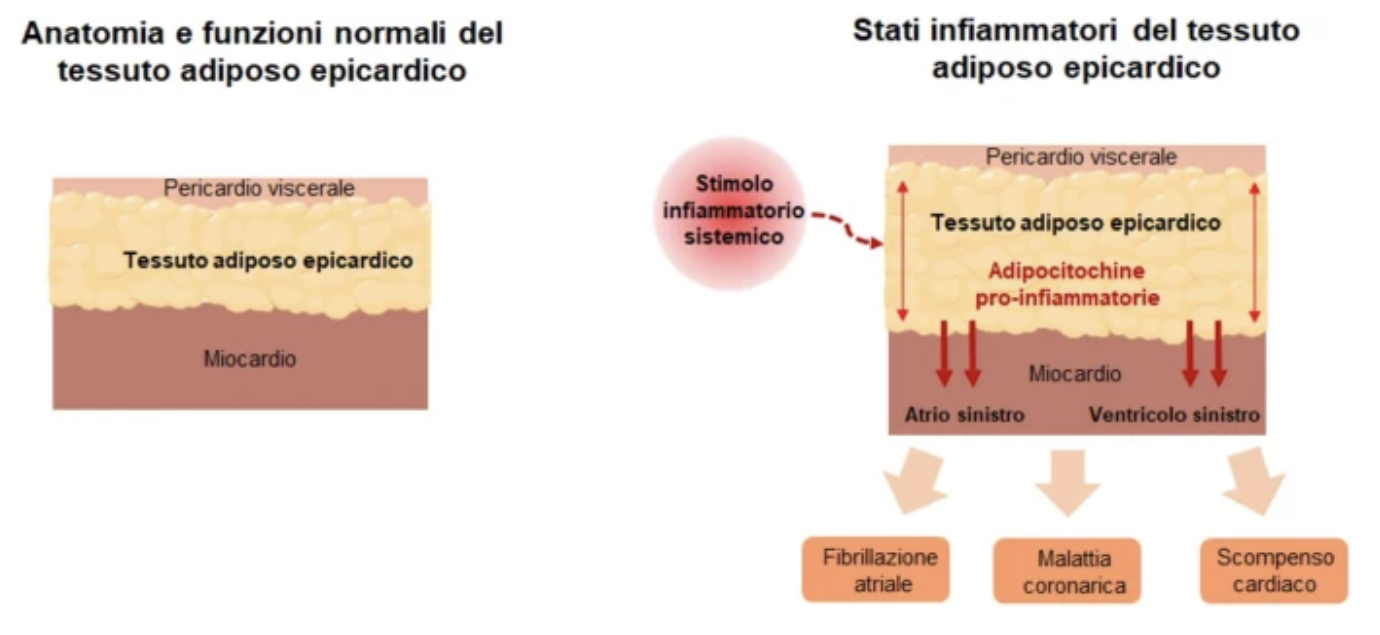 Anatomia e funzioni normali del
tessuto adiposo epicardico
Pericardio viscerale
Tessuto adiposo epicardico
Miocardio
Stati infiammatori del tessuto
adiposo epicardico
Stimolo
infiammatorio
sistemico
Pericardio viscerale
Tessuto adiposo epicardico
Adipocitochine
pro-infiammatorie
Miocardio
Atrio sinistro
Ventricolo sinistro
Fibrillazione
atriale
Malattia
coronarica
Scompenso
cardiaco